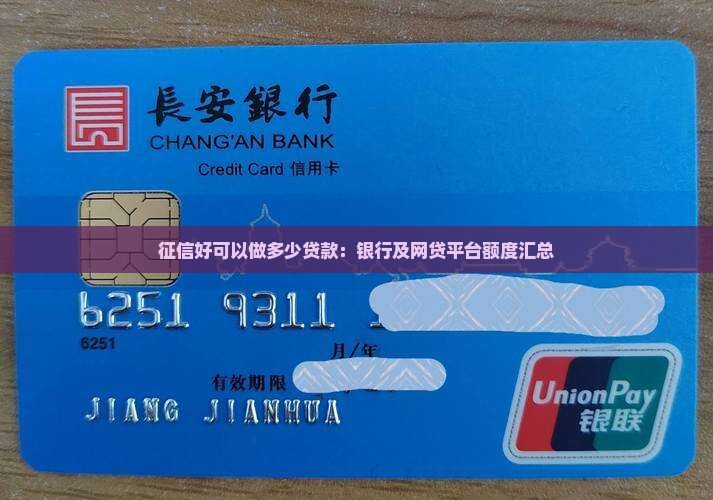 長安銀行
CHANG'AN BANK
Credit Card 信用卡
征信好可以做多少贷款：银行及网贷平台额度汇总
6251 9311 1
6251
月/年
有效期限
JIANG JIANHUA
UnionPay
银联